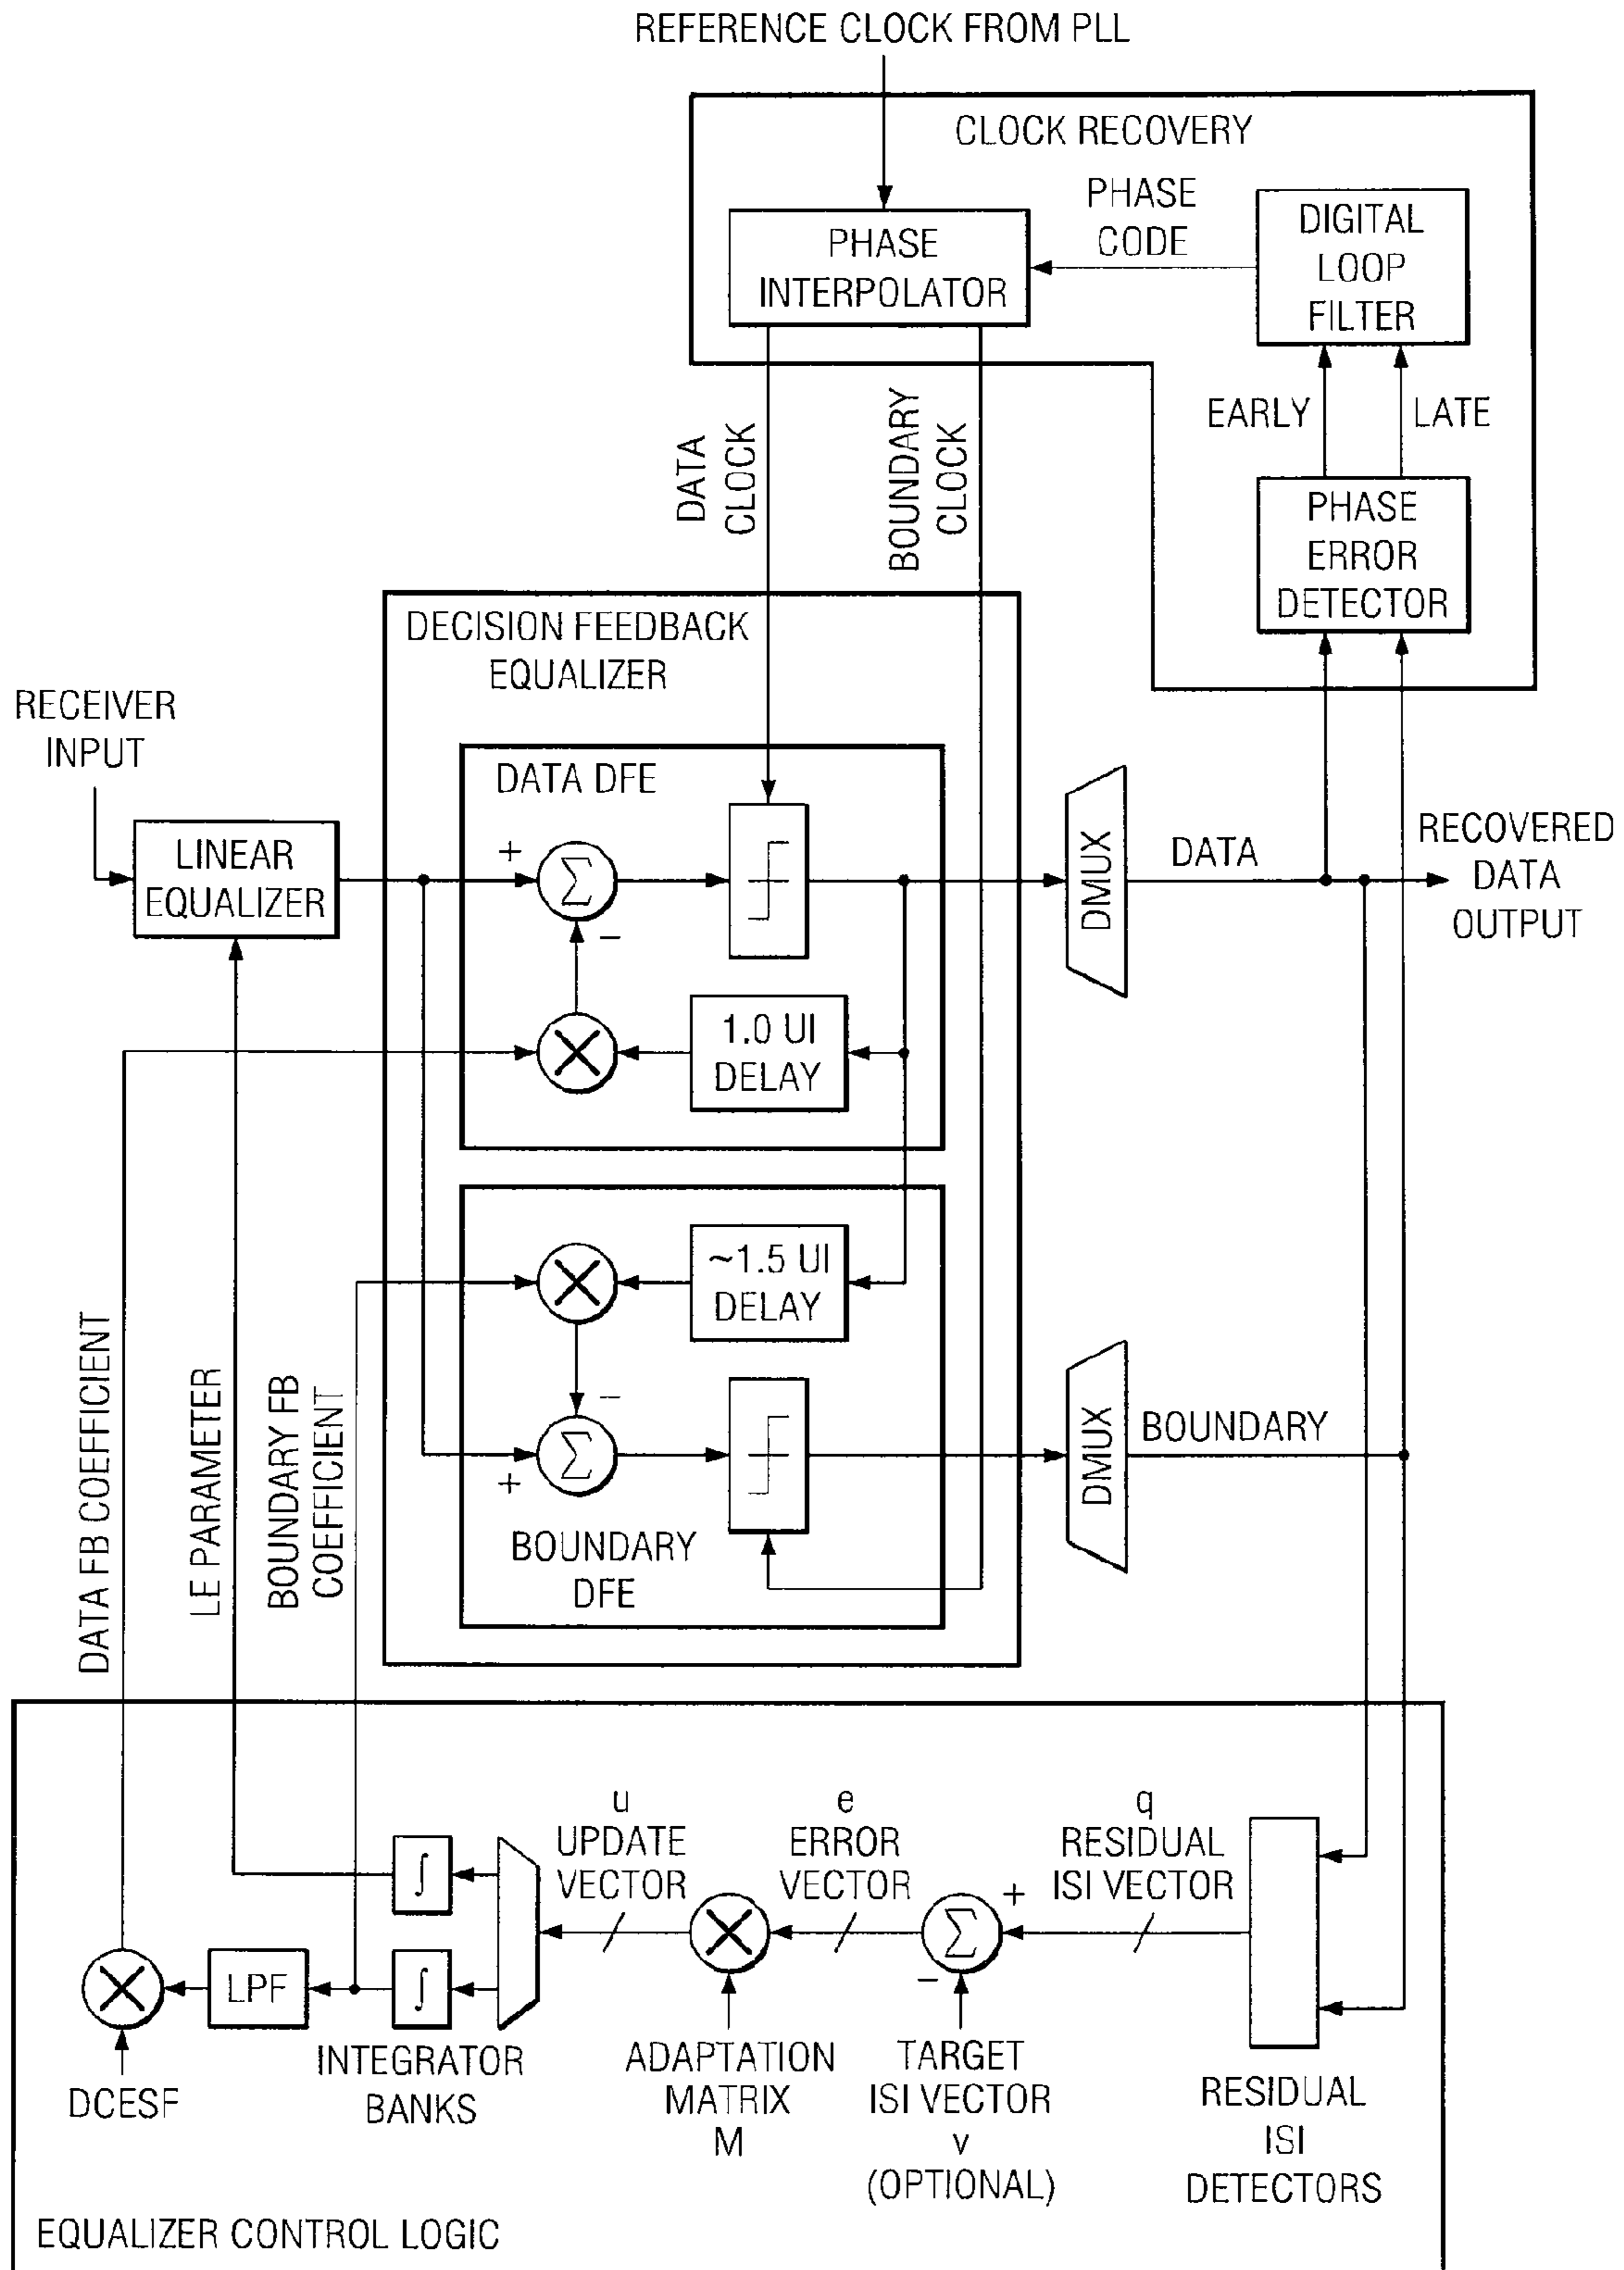 REFERENCE CLOCK FROM PLL
CLOCK RECOVERY
PHASE
CODE
PHASE
INTERPOLATOR
DIGITAL
LOOP
FILTER
EARLY
LATE
DATA
CLOCK
BOUNDARY
CLOCK
PHASE
ERROR
DETECTOR
DECISION FEEDBACK
EQUALIZER
RECEIVER
INPUT
DATA DFE
LINEAR
EQUALIZER
+
Σ
−
DMUX
DATA
RECOVERED
DATA
OUTPUT
1.0 UI
DELAY
~1.5 UI
DELAY
−
Σ
+
BOUNDARY
DFE
DMUX
BOUNDARY
DATA FB COEFFICIENT
LE PARAMETER
BOUNDARY FB
COEFFICIENT
u
UPDATE
VECTOR
e
ERROR
VECTOR
q
RESIDUAL
ISI VECTOR
+
Σ
−
∫
∫
LPF
DCESF
INTEGRATOR
BANKS
ADAPTATION
MATRIX
M
TARGET
ISI VECTOR
v
(OPTIONAL)
RESIDUAL
ISI
DETECTORS
EQUALIZER CONTROL LOGIC